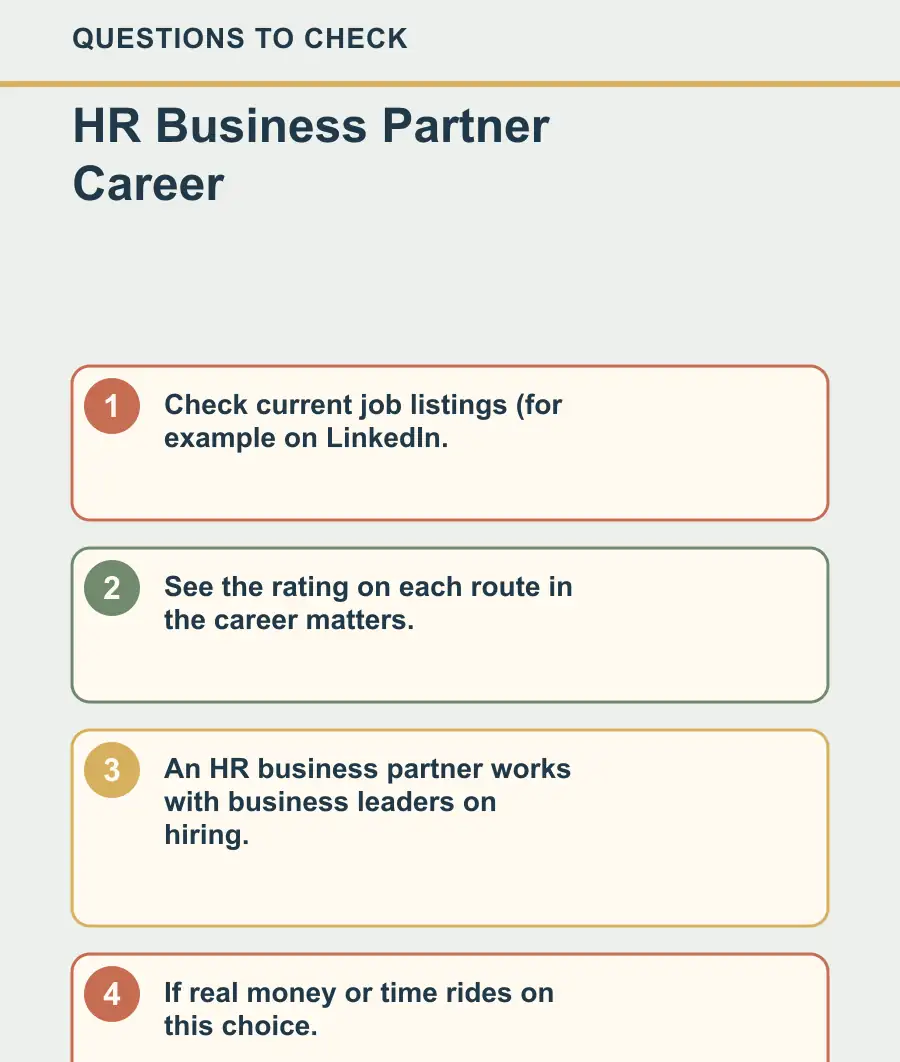 QUESTIONS TO CHECK
HR Business Partner
Career
1
Check current job listings (for
example on LinkedIn.
2
See the rating on each route in
the career matters.
3
An HR business partner works
with business leaders on
hiring.
4
If real money or time rides on
this choice.